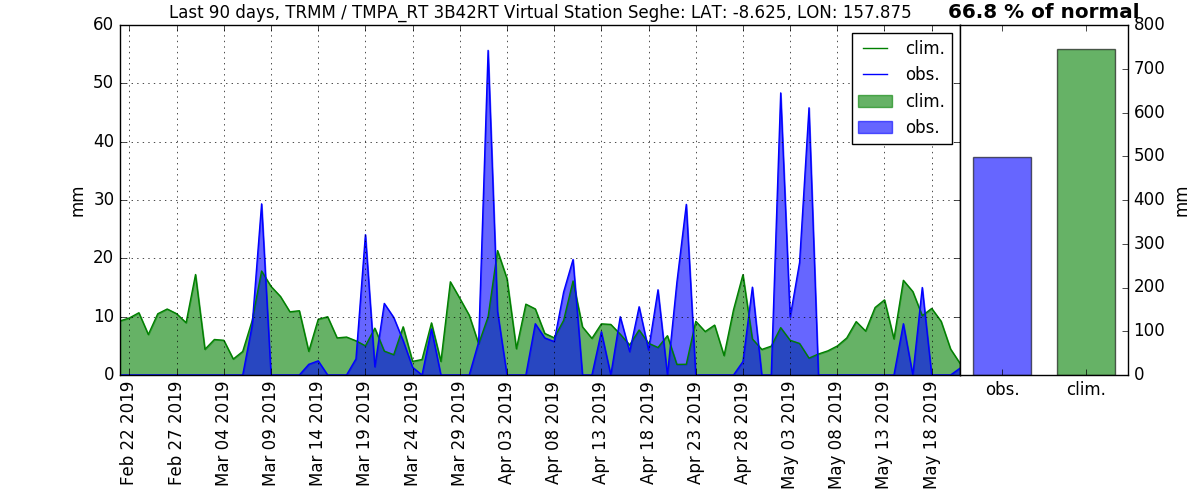 Last 90 days, TRMM / TMPA_RT 3B42RT Virtual Station Seghe: LAT: -8.625, LON: 157.875
66.8 % of normal
60
50
40
30
20
10
0
mm
clim.
obs.
clim.
obs.
Feb 22 2019
Feb 27 2019
Mar 04 2019
Mar 09 2019
Mar 14 2019
Mar 19 2019
Mar 24 2019
Mar 29 2019
Apr 03 2019
Apr 08 2019
Apr 13 2019
Apr 18 2019
Apr 23 2019
Apr 28 2019
May 03 2019
May 08 2019
May 13 2019
May 18 2019
800
700
600
500
400
300
200
100
0
mm
obs.
clim.